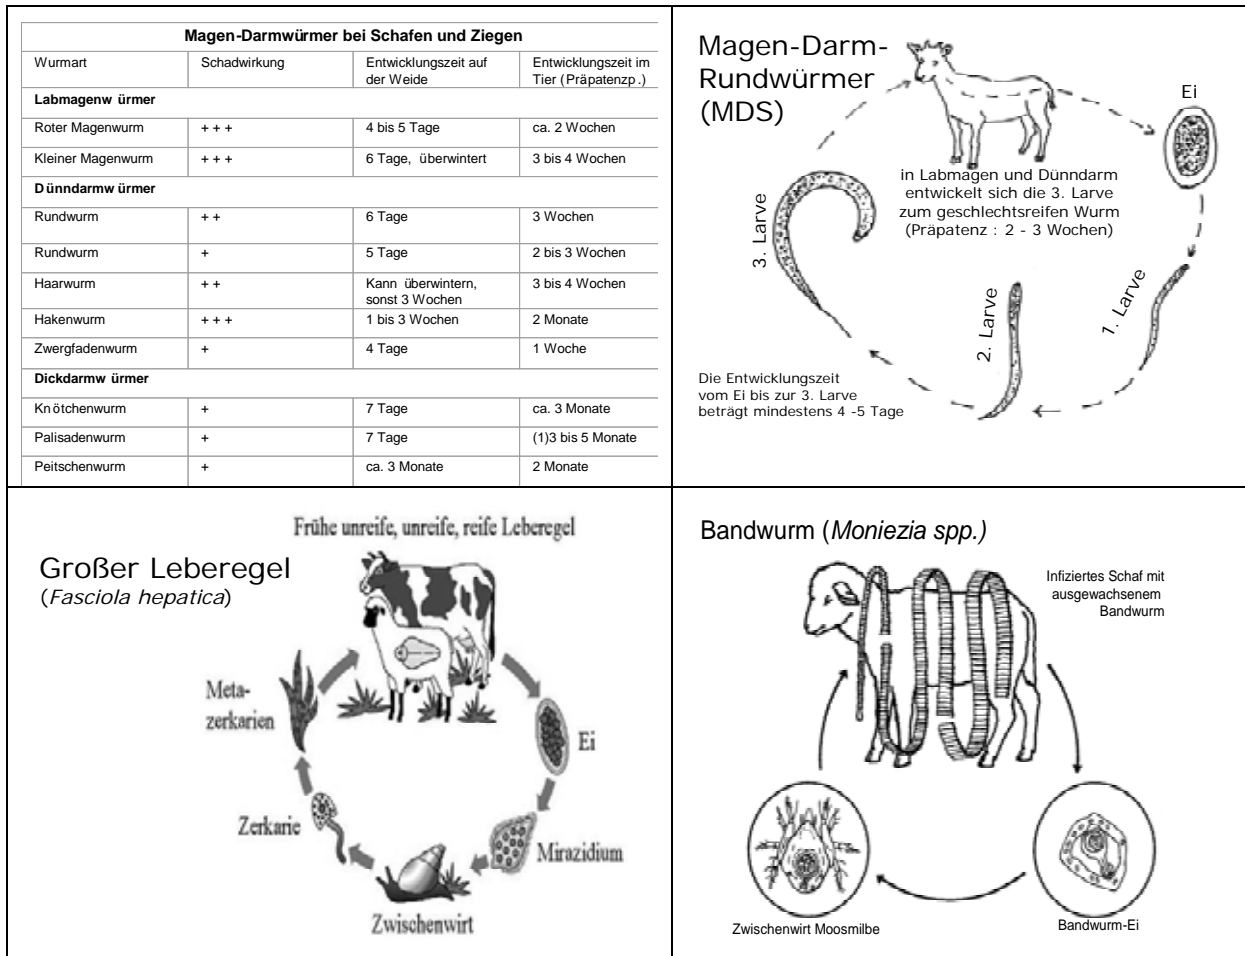 Magen-Darmwürmer bei Schafen und Ziegen
Wurmart Schadwirkung Entwicklungszeit auf der Weide Entwicklungszeit im Tier (Präpatenzp.)
Labmagenw ürmer
Roter Magenwurm + + + 4 bis 5 Tage ca. 2 Wochen
Kleiner Magenwurm + + + 6 Tage, überwintert 3 bis 4 Wochen
Dünndarmw ürmer
Rundwurm + + 6 Tage 3 Wochen
Rundwurm + 5 Tage 2 bis 3 Wochen
Haarwurm + + Kann überwintern, sonst 3 Wochen 3 bis 4 Wochen
Hakenwurm + + + 1 bis 3 Wochen 2 Monate
Zwergfadenwurm + 4 Tage 1 Woche
Dickdarmw ürmer
Knötchenwurm + 7 Tage ca. 3 Monate
Palisadenwurm + 7 Tage (1)3 bis 5 Monate
Peitschenwurm + ca. 3 Monate 2 Monate
Magen-Darm-
Rundwürmer
(MDS)
Ei
in Labmagen und Dünndarm
entwickelt sich die 3. Larve
zum geschlechtsreifen Wurm
(Präpatenz : 2 - 3 Wochen)
3. Larve
2. Larve
1. Larve
Die Entwicklungszeit
vom Ei bis zur 3. Larve
beträgt mindestens 4 -5 Tage
Frühe unreife, unreife, reife Leberegel
Großer Leberegel
(Fasciola hepatica)
Meta-
zerkarien
Ei
Zerkarie
Mirazidium
Zwischenwirt
Bandwurm (Moniezia spp.)
Infiziertes Schaf mit
ausgewachsenem
Bandwurm
Zwischenwirt Moosmilbe
Bandwurm-Ei